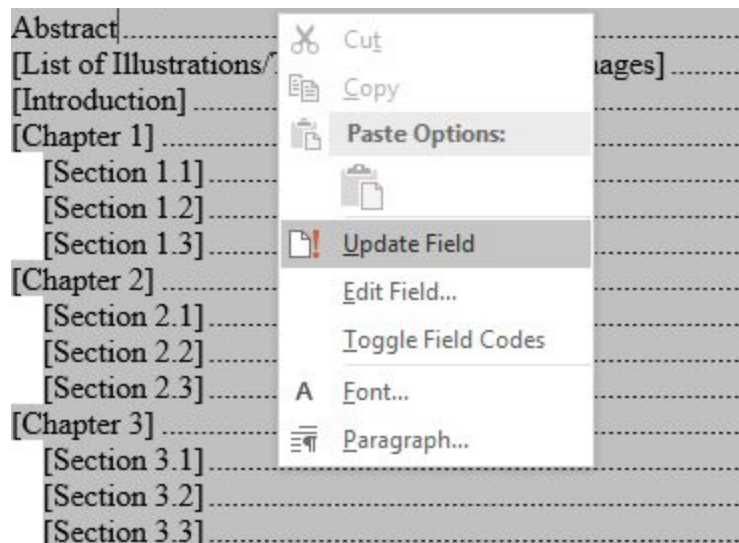 Abstract
[List of Illustrations/ ages]
[Introduction]
[Chapter 1]
[Section 1.1]
[Section 1.2]
[Section 1.3]
[Chapter 2]
[Section 2.1]
[Section 2.2]
[Section 2.3]
[Chapter 3]
[Section 3.1]
[Section 3.2]
[Section 3.3]
Cut
Copy
Paste Options:
Update Field
Edit Field...
Toggle Field Codes
A Font...
Paragraph...